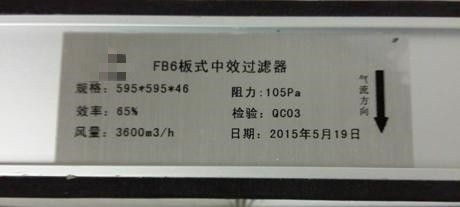 FB6板式中效过滤器
规格: 595*595*46 阻力: 105Pa
效率: 65% 检验: QC03
风量: 3600m3/h 日期: 2015年5月19日
气流方向